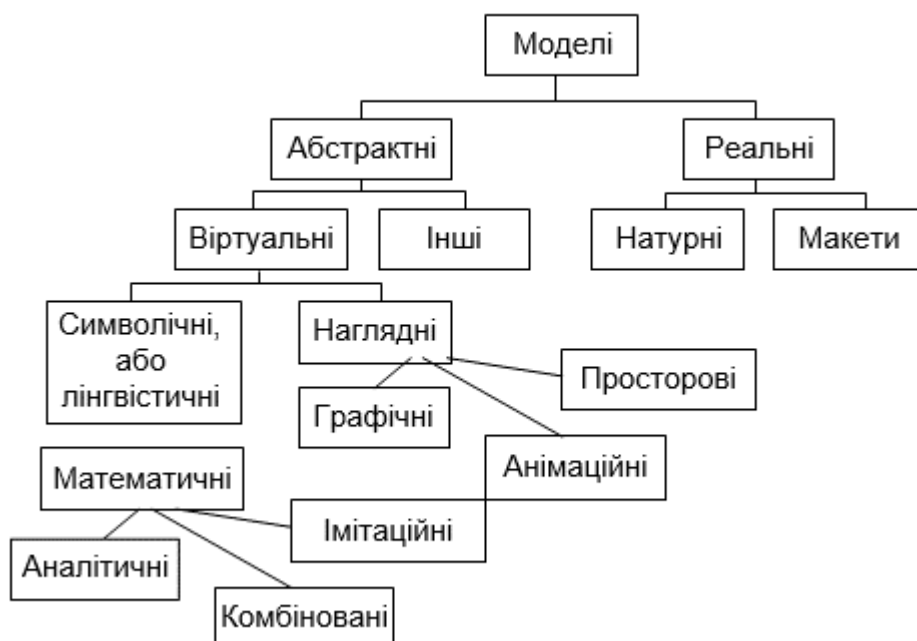 Моделі
Абстрактні
Реальні
Віртуальні
Інші
Натурні
Макети
Символічні,
або
лінгвістичні
Наглядні
Просторові
Графічні
Анімаційні
Математичні
Імітаційні
Аналітичні
Комбіновані